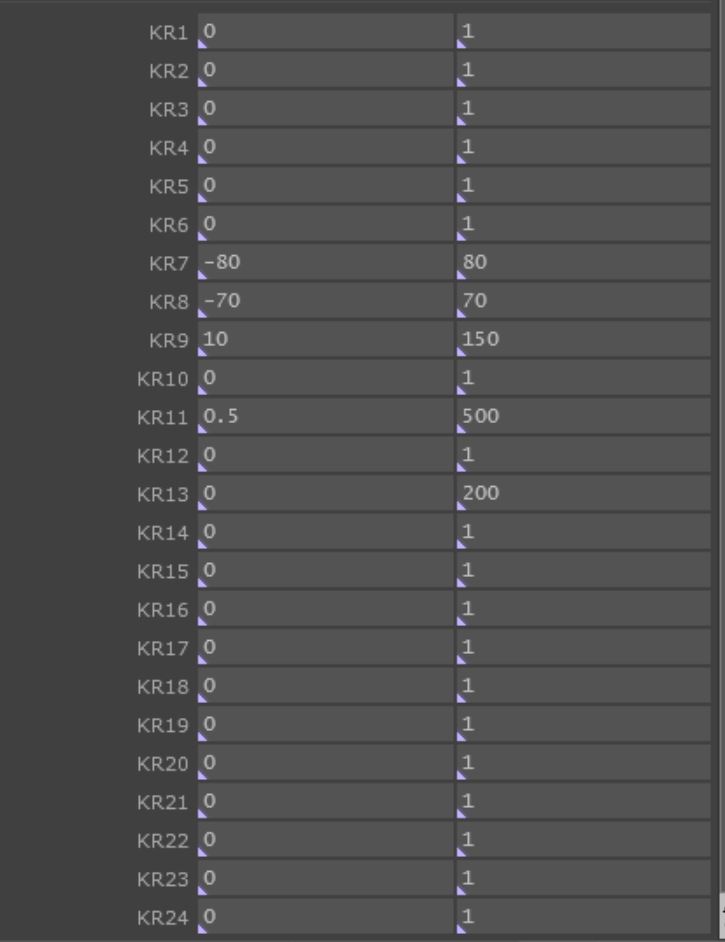 KR1 0 1
KR2 0 1
KR3 0 1
KR4 0 1
KR5 0 1
KR6 0 1
KR7 -80 80
KR8 -70 70
KR9 10 150
KR10 0 1
KR11 0.5 500
KR12 0 1
KR13 0 200
KR14 0 1
KR15 0 1
KR16 0 1
KR17 0 1
KR18 0 1
KR19 0 1
KR20 0 1
KR21 0 1
KR22 0 1
KR23 0 1
KR24 0 1